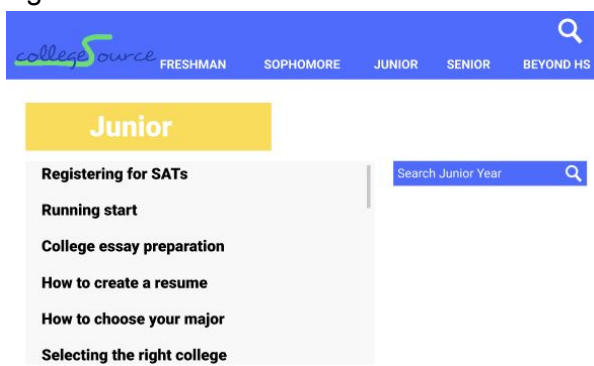 collegeSource
FRESHMAN SOPHOMORE JUNIOR SENIOR BEYOND HS
Junior
Registering for SATs
Running start
College essay preparation
How to create a resume
How to choose your major
Selecting the right college
Search Junior Year